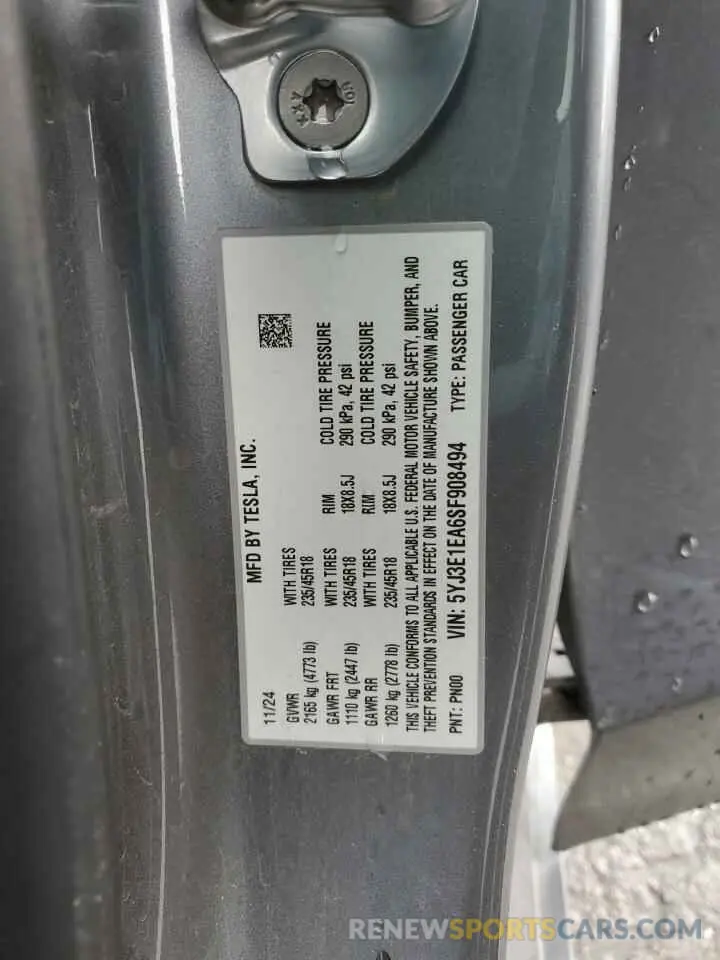 MFD BY TESLA, INC.
11/24
GVWR WITH TIRES RIM COLD TIRE PRESSURE
2165 kg (4773 lb) 235/45R18 18X8.5J 290 kPa, 42 psi
GAWR FRT WITH TIRES RIM COLD TIRE PRESSURE
1110 kg (2447 lb) 235/45R18 18X8.5J 290 kPa, 42 psi
GAWR RR WITH TIRES
1260 kg (2778 lb) 235/45R18
THIS VEHICLE CONFORMS TO ALL APPLICABLE U.S. FEDERAL MOTOR VEHICLE SAFETY, BUMPER, AND
THEFT PREVENTION STANDARDS IN EFFECT ON THE DATE OF MANUFACTURE SHOWN ABOVE.
PNT: PN00 VIN: 5YJ3E1EA6SF908494 TYPE: PASSENGER CAR
RENEWSPORTSCARS.COM